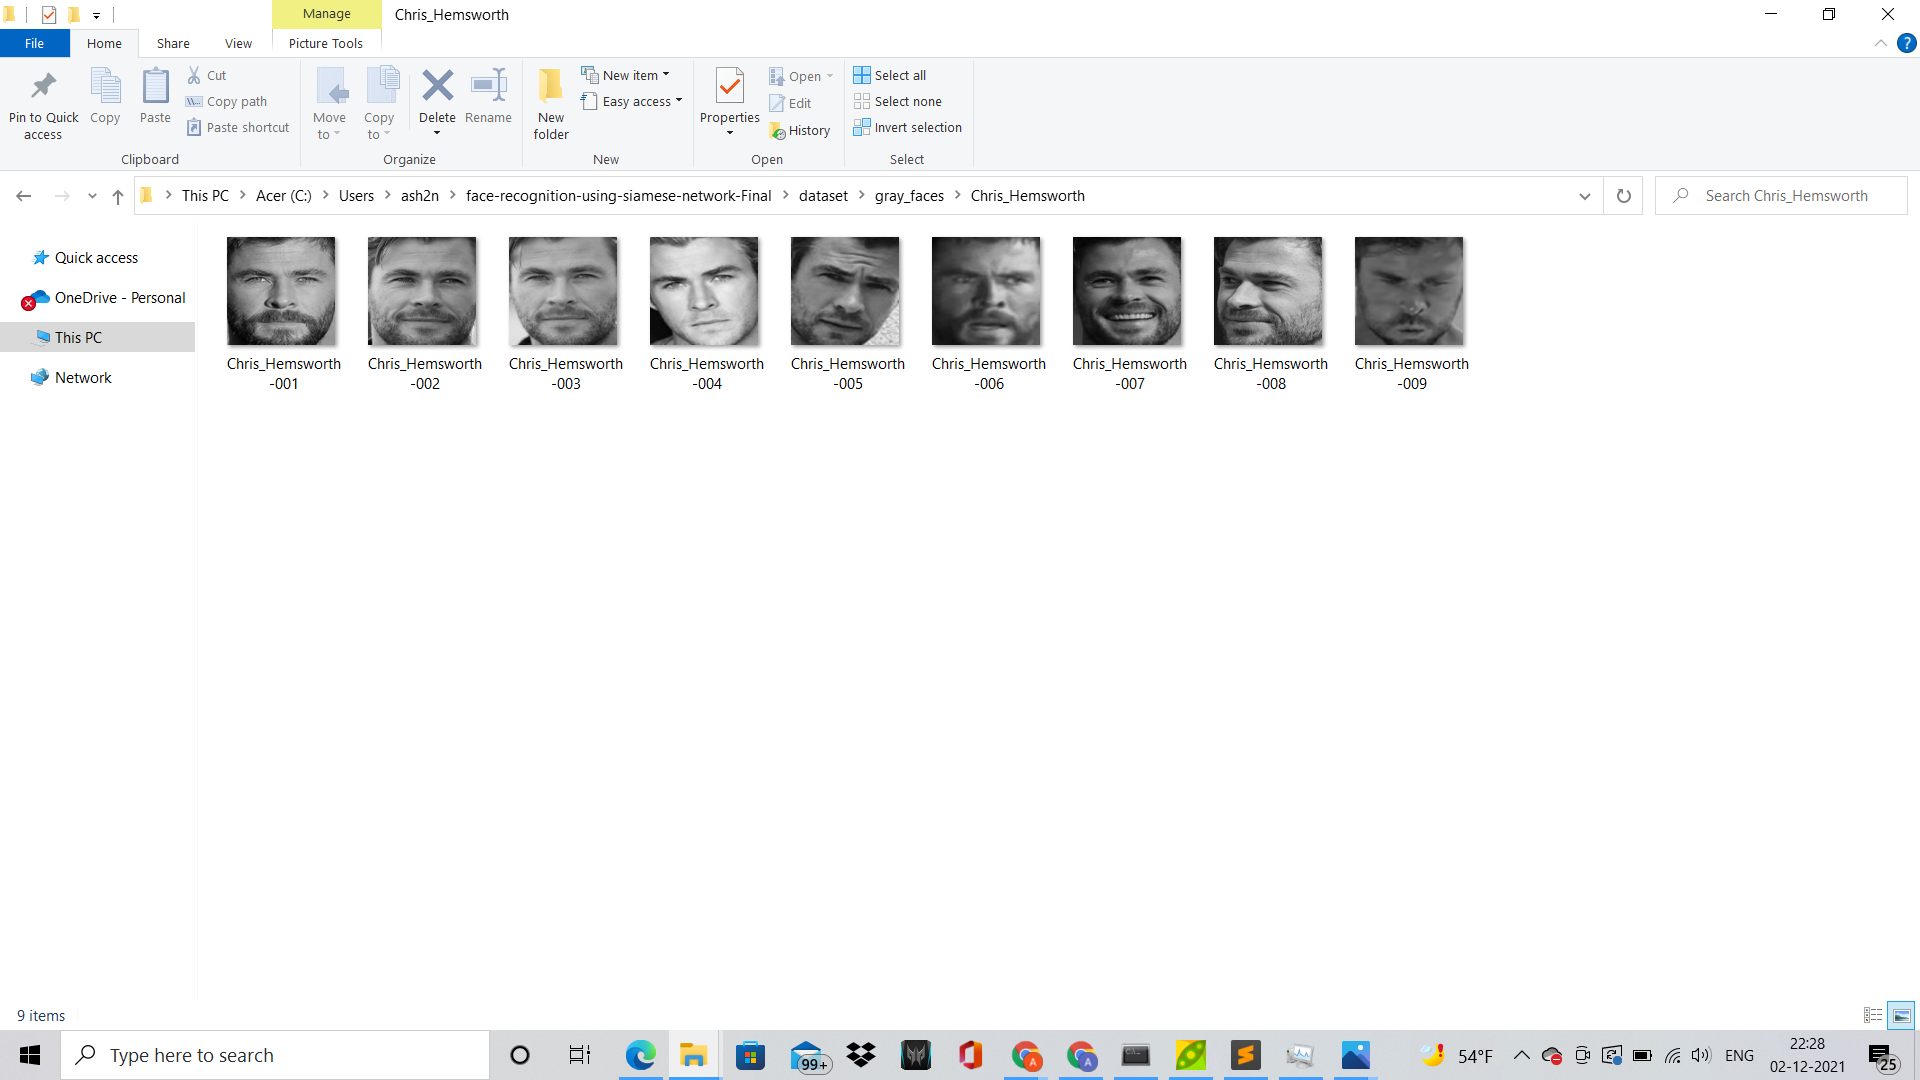 Manage
Chris_Hemsworth
File
Home
Share
View
Picture Tools
Pin to Quick
access
Copy
Paste
Cut
Copy path
Paste shortcut
Clipboard
Move
to
Copy
to
Delete
Rename
Organize
New
folder
New item
Easy access
New
Properties
Open
Edit
History
Open
Select all
Select none
Invert selection
Select
This PC
Acer (C:)
Users
ash2n
face-recognition-using-siamese-network-Final
dataset
gray_faces
Chris_Hemsworth
Search Chris_Hemsworth
Quick access
OneDrive - Personal
This PC
Network
Chris_Hemsworth
-001
Chris_Hemsworth
-002
Chris_Hemsworth
-003
Chris_Hemsworth
-004
Chris_Hemsworth
-005
Chris_Hemsworth
-006
Chris_Hemsworth
-007
Chris_Hemsworth
-008
Chris_Hemsworth
-009
9 items
Type here to search
99+
A
A
54°F
ENG
22:28
02-12-2021
25